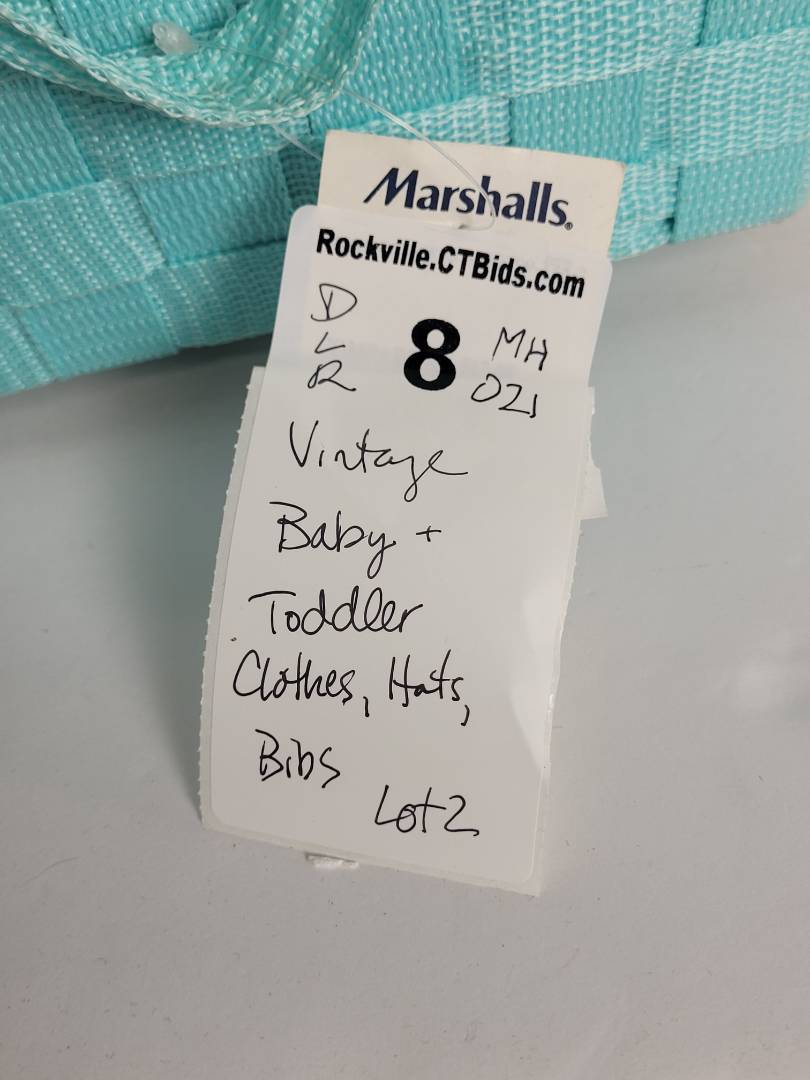 Marshalls®
Rockville.CTBids.com
D
L
R
8
MH
021
Vintage
Baby +
Toddler
Clothes, Hats,
Bibs
Lot 2